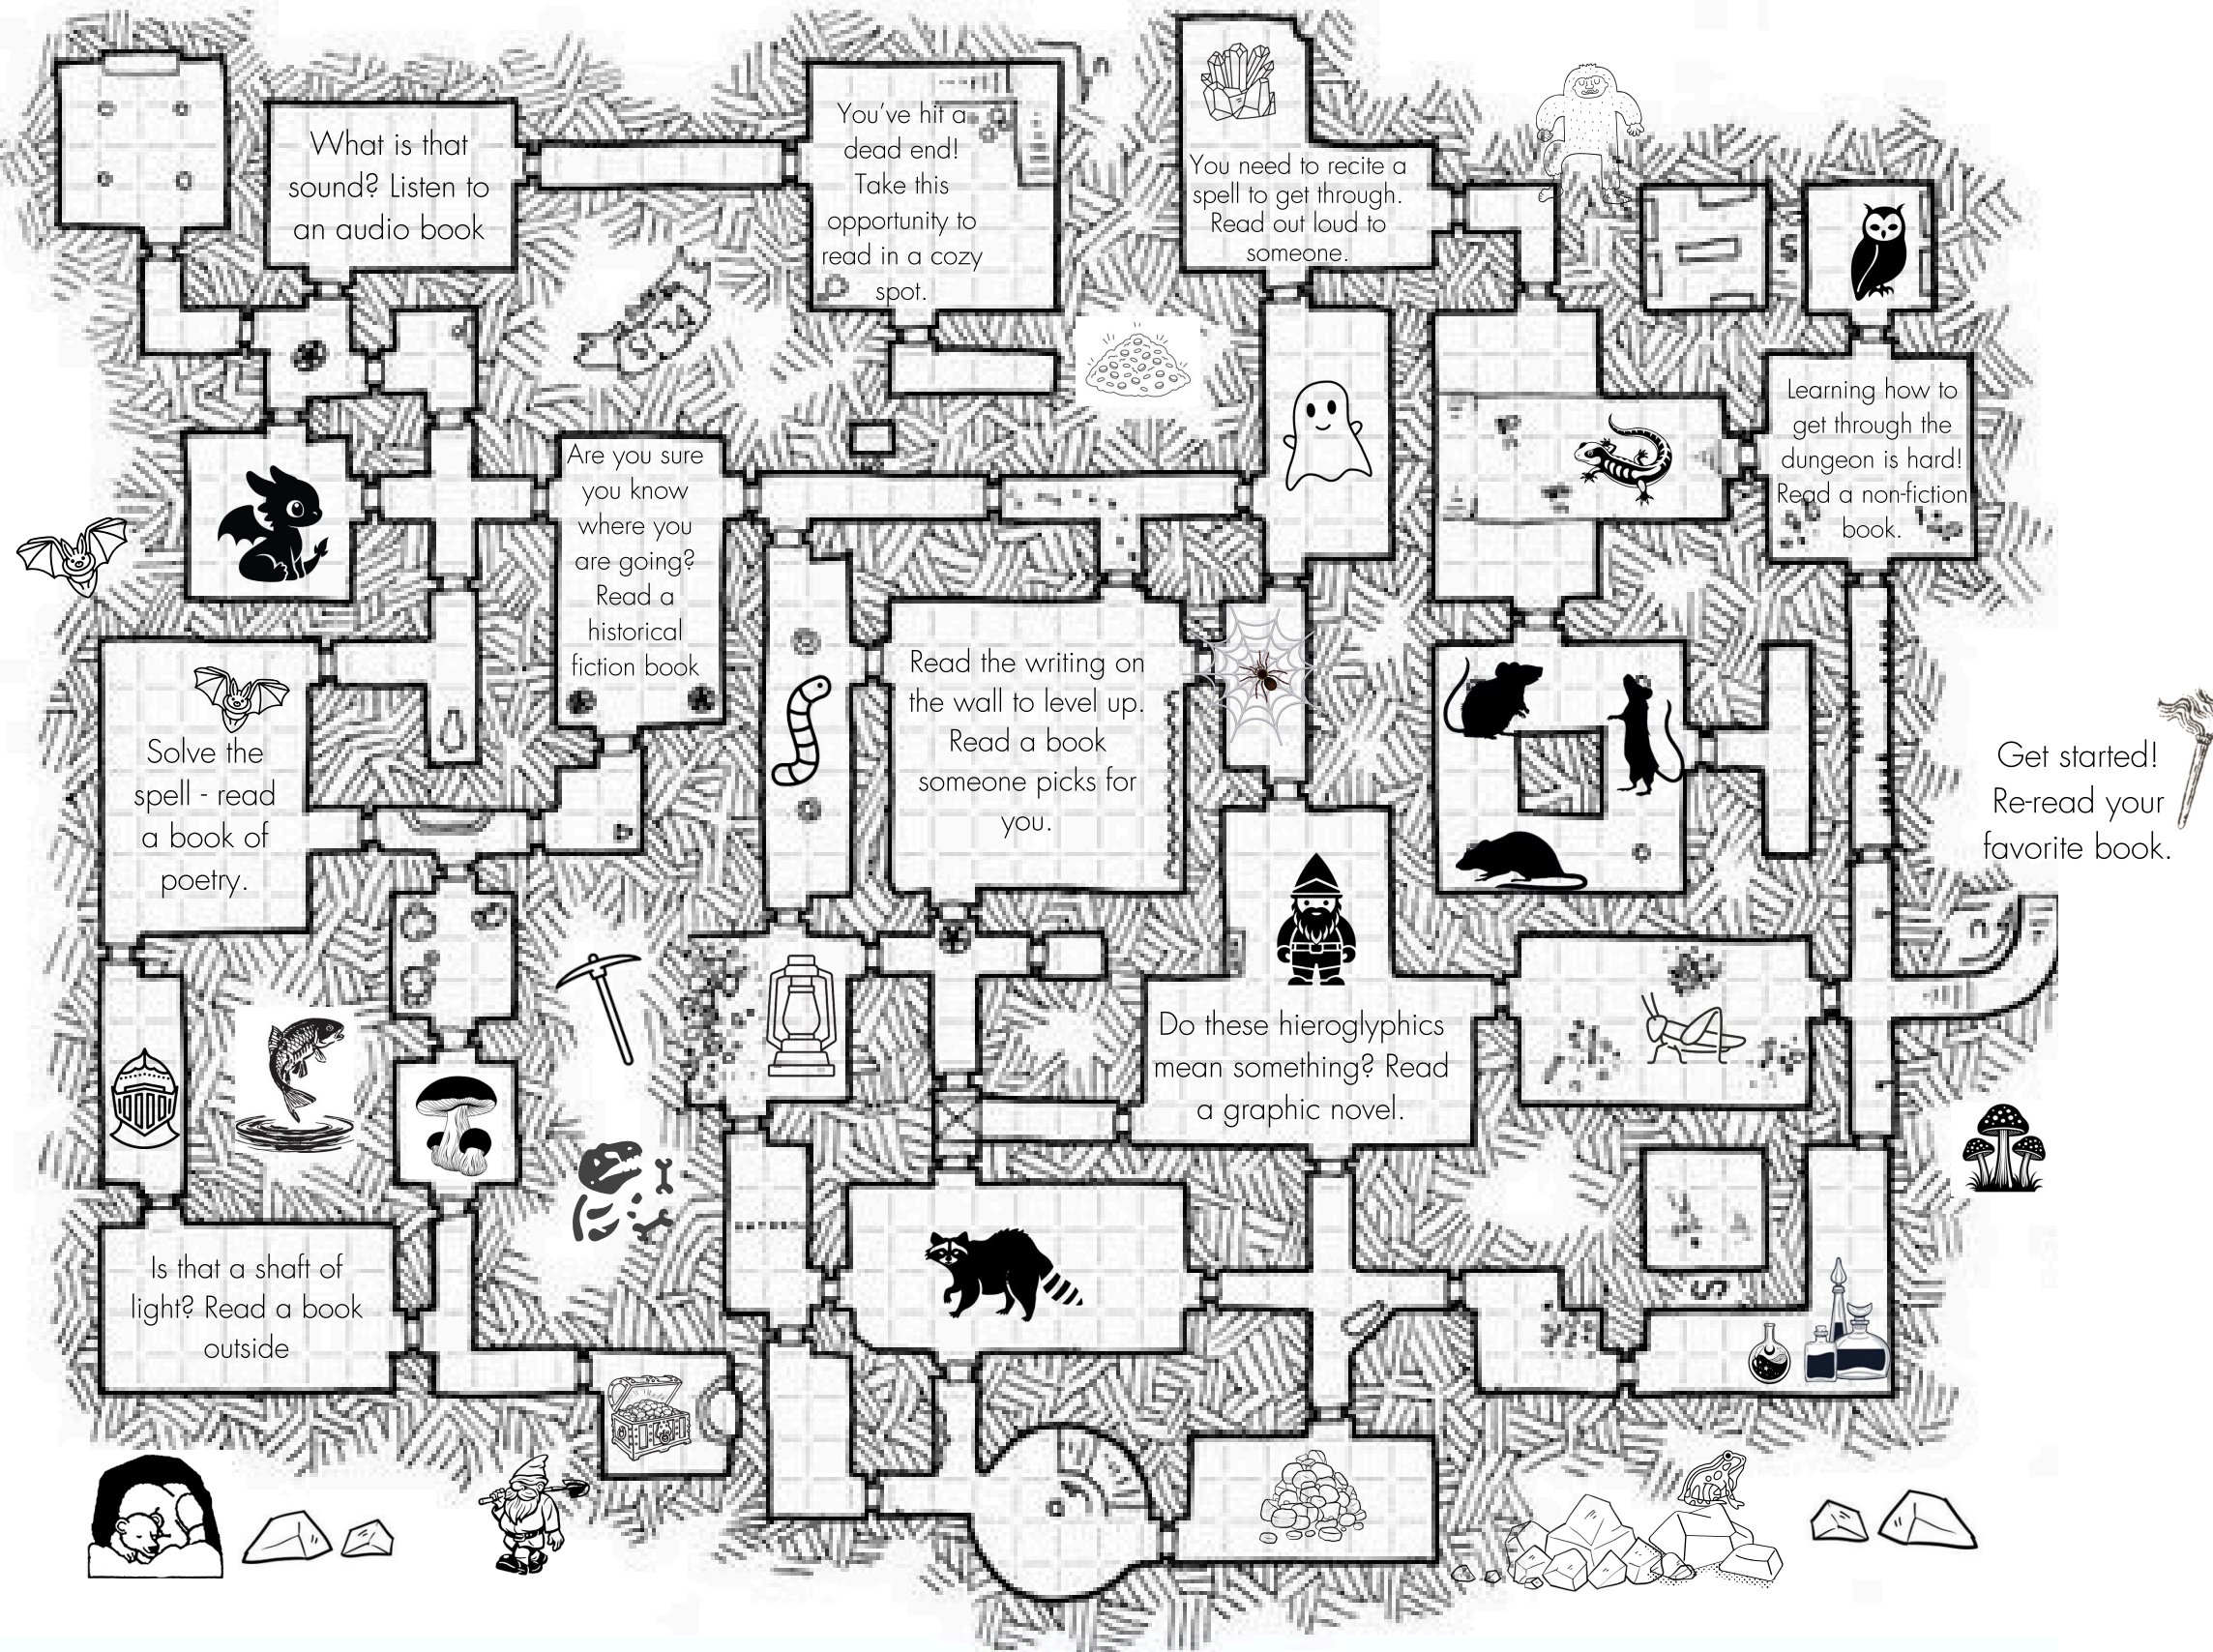 What is that
sound? Listen to
an audio book
You've hit a
dead end!
Take this
opportunity to
read in a cozy
spot.
You need to recite a
spell to get through.
Read out loud to
someone.
Learning how to
get through the
dungeon is hard!
Read a non-fiction
book.
Are you sure
you know
where you
are going?
Read a
historical
fiction book
Read the writing on
the wall to level up.
Read a book
someone picks for
you.
Solve the
spell - read
a book of
poetry.
Get started!
Re-read your
favorite book.
Do these hieroglyphics
mean something? Read
a graphic novel.
Is that a shaft of
light? Read a book
outside
S
S